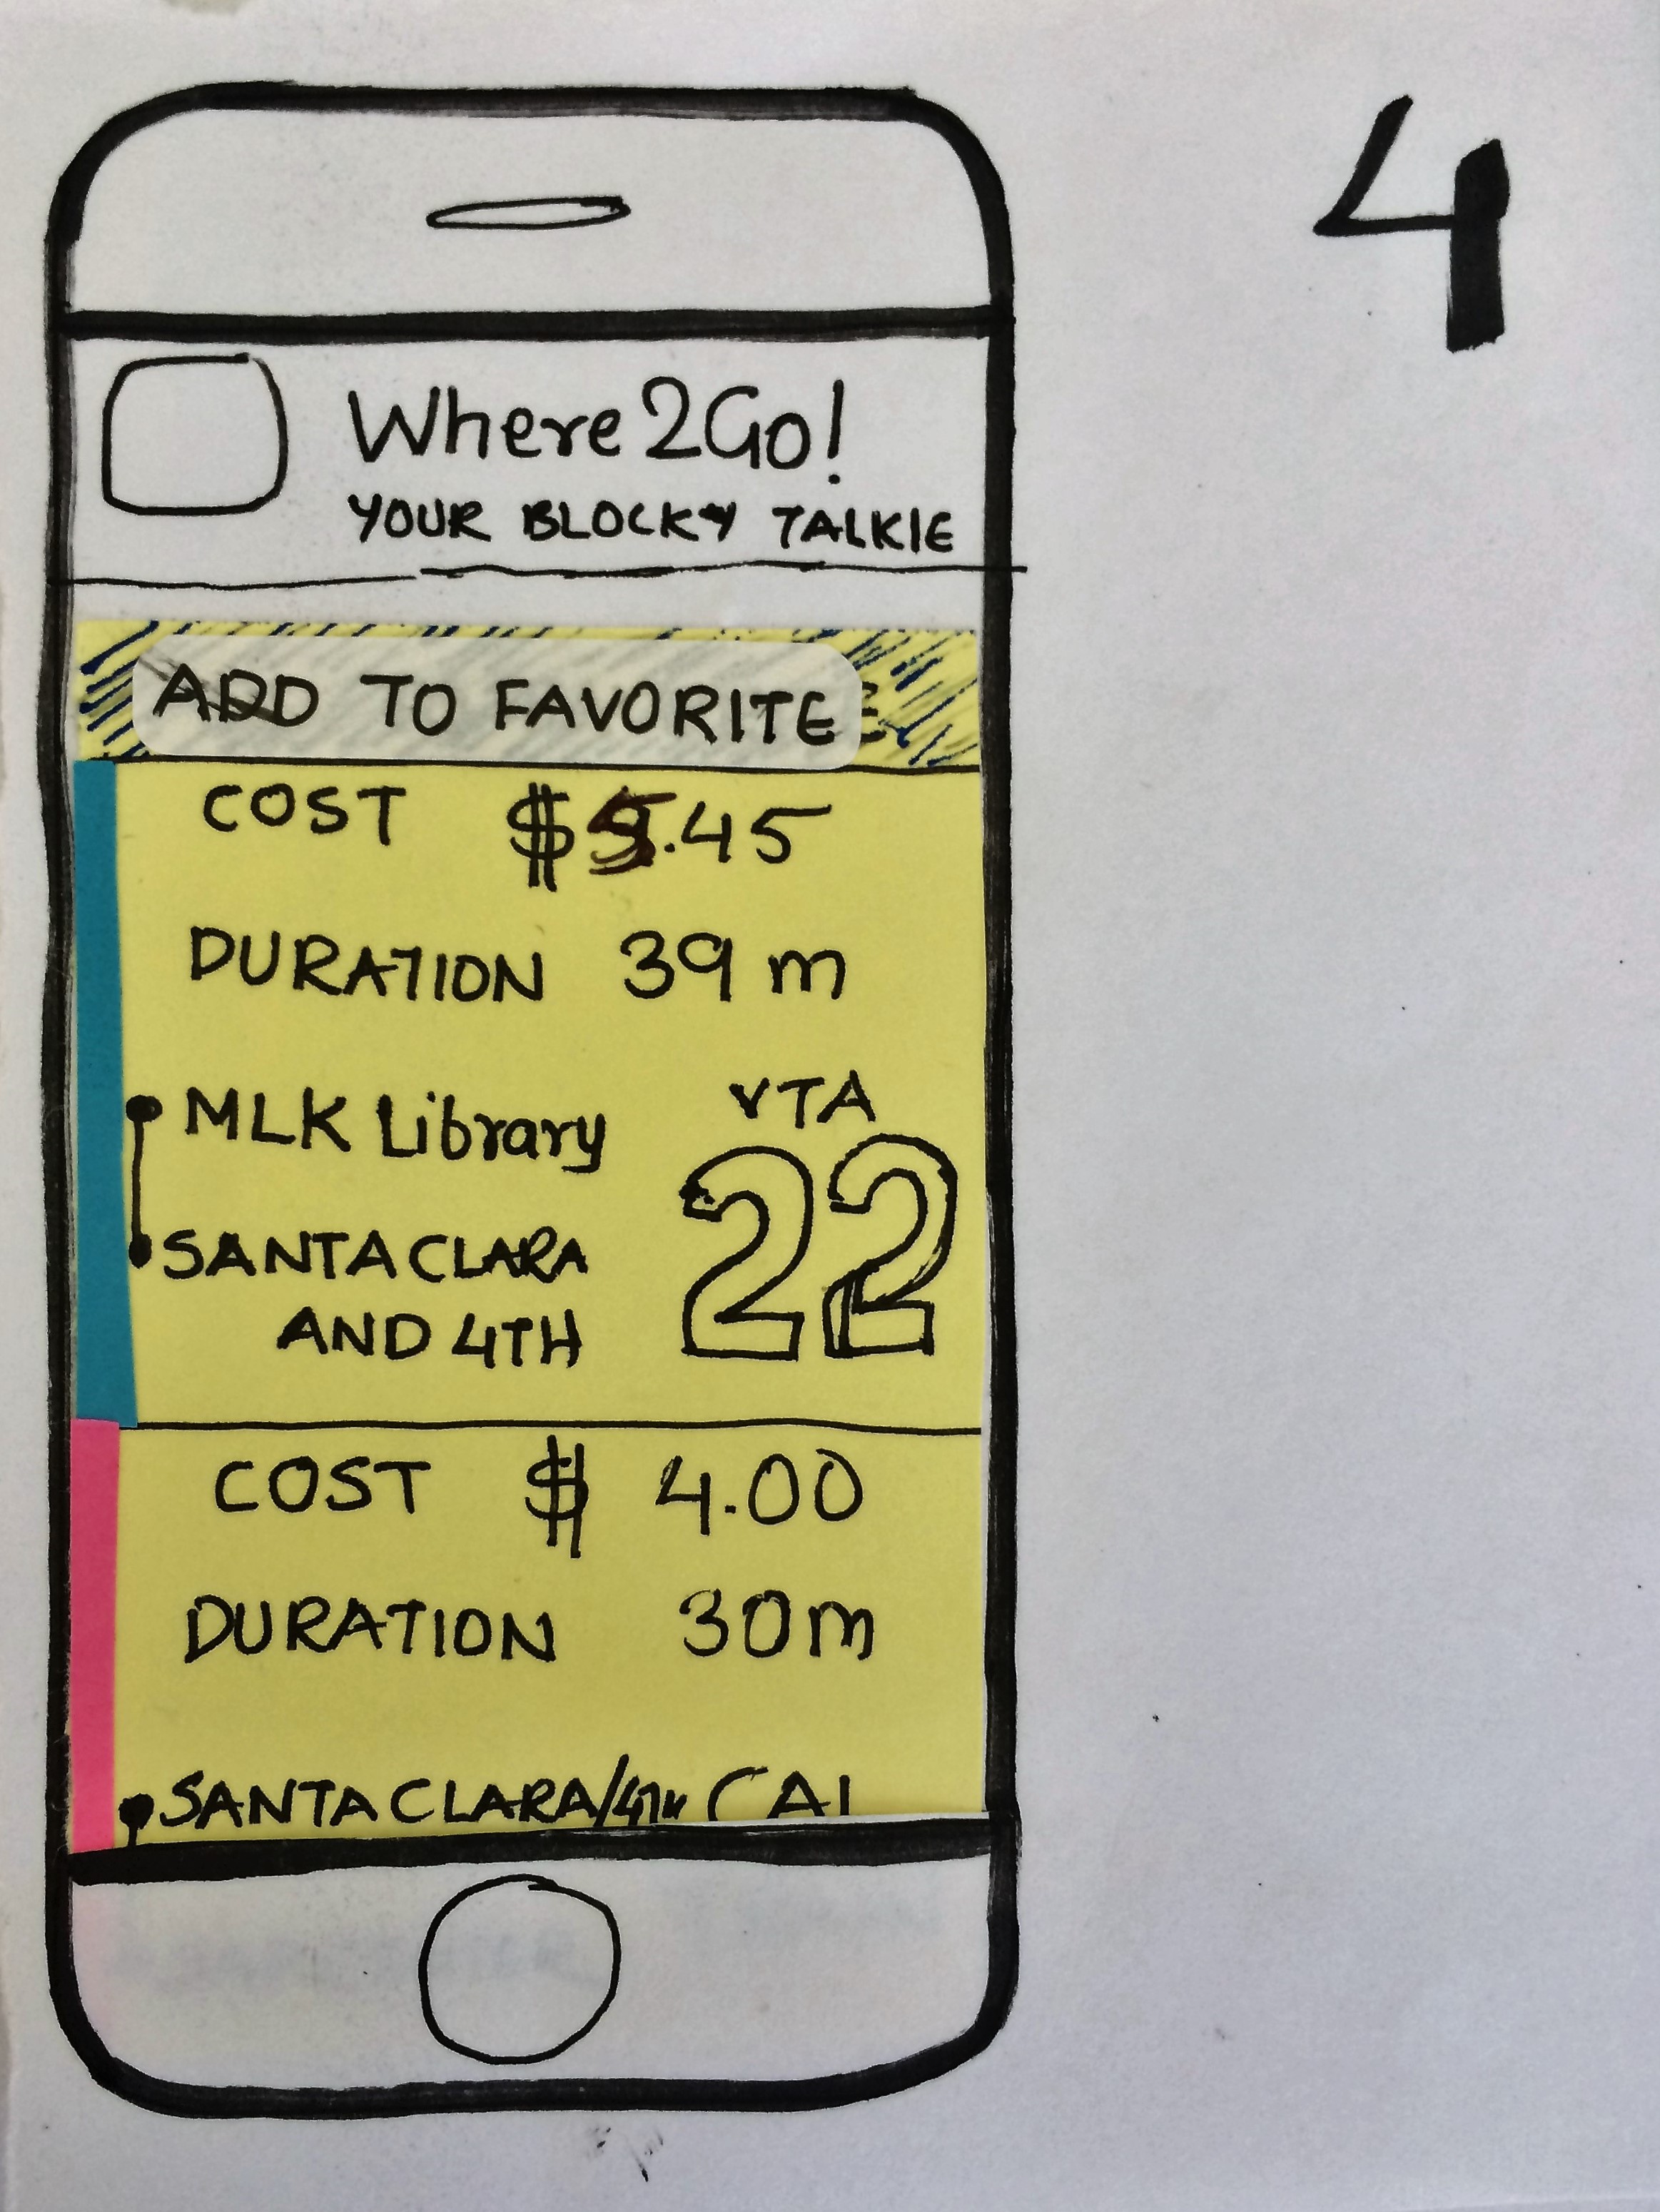 4
Where2Go!
YOUR BLOCKY TALKIE
ADD TO FAVORITE
COST $5.45
DURATION 39 m
MLK Library
VTA
22
SANTA CLARA
AND 4TH
COST $ 4.00
DURATION 30m
SANTA CLARA/4TH CAL